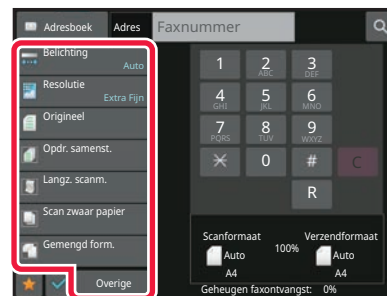 Adresboek Adres Faxnummer
Belichting
Auto
Resolutie
Extra Fijn
Origineel
Opdr. samenst.
Langz. scanm.
Scan zwaar papier
Gemengd form.
Overige
1 2 3
ABC DEF
4 5 6
GHI JKL MNO
7 8 9
PQRS TUV WXYZ
0 # C
R
Scanformaat Verzendformaat
Auto 100% Auto
A4 A4
Geheugen faxontvangst: 0%